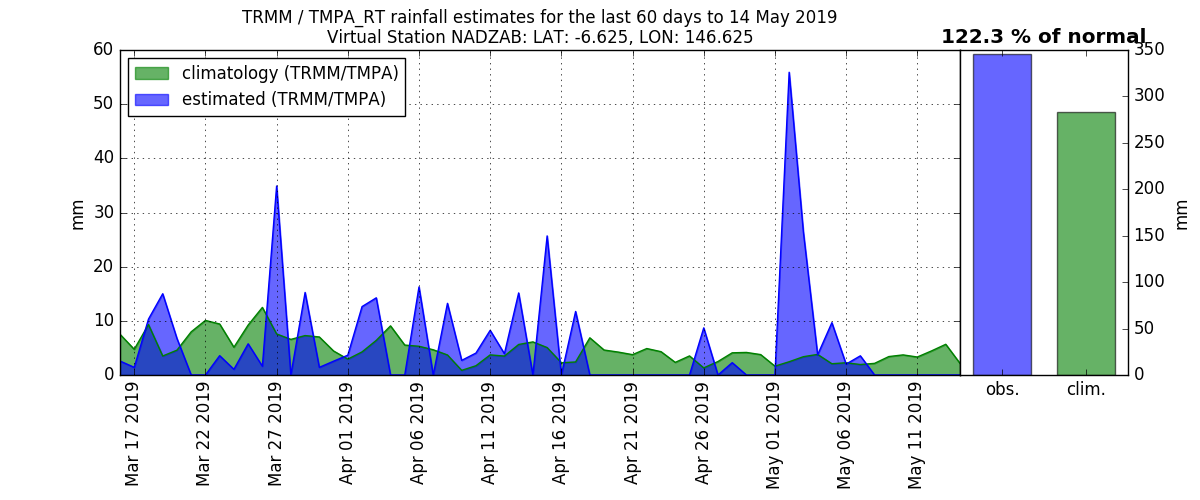 TRMM / TMPA_RT rainfall estimates for the last 60 days to 14 May 2019
Virtual Station NADZAB: LAT: -6.625, LON: 146.625
122.3 % of normal
climatology (TRMM/TMPA)
estimated (TRMM/TMPA)
60
50
40
30
20
10
0
mm
Mar 17 2019
Mar 22 2019
Mar 27 2019
Apr 01 2019
Apr 06 2019
Apr 11 2019
Apr 16 2019
Apr 21 2019
Apr 26 2019
May 01 2019
May 06 2019
May 11 2019
350
300
250
200
150
100
50
0
mm
obs.
clim.